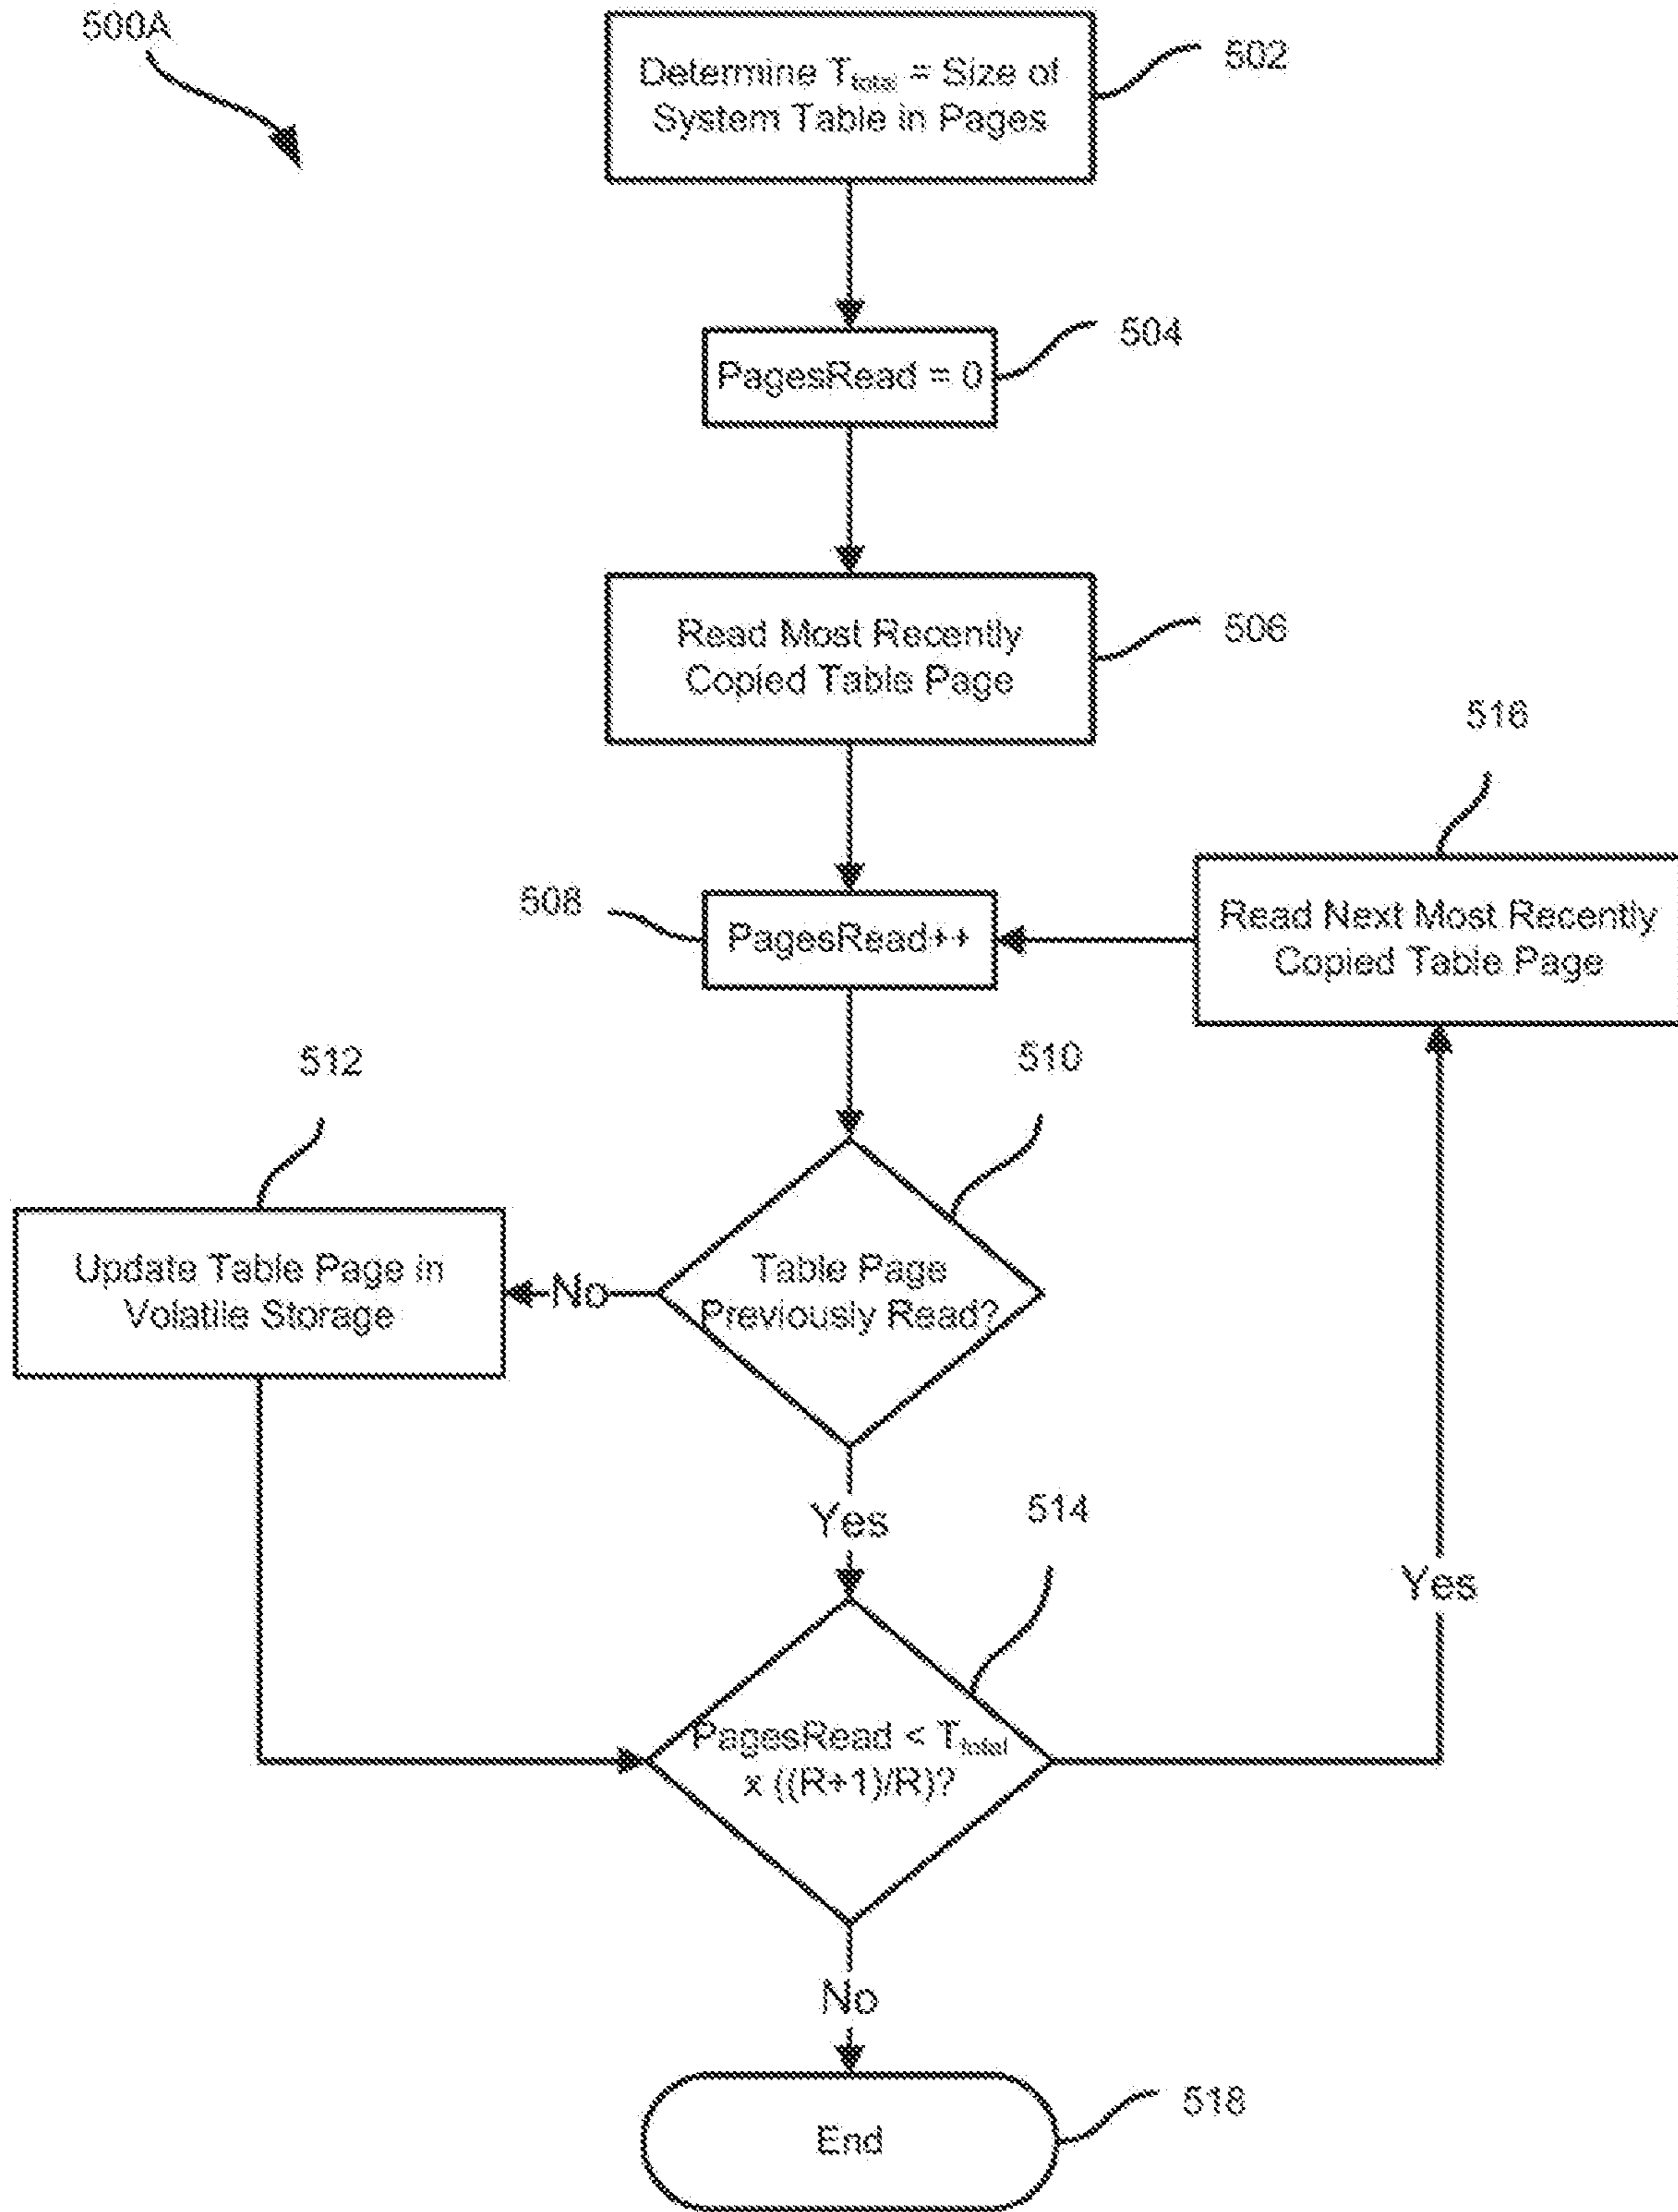 500A
Determine T_total = Size of
System Table in Pages
502
PagesRead = 0
504
Read Most Recently
Copied Table Page
506
516
508
PagesRead++
Read Next Most Recently
Copied Table Page
512
510
Update Table Page in
Volatile Storage
No
Table Page
Previously Read?
Yes
514
Yes
PagesRead < T_total
x ((R+1)/R)?
No
End
518